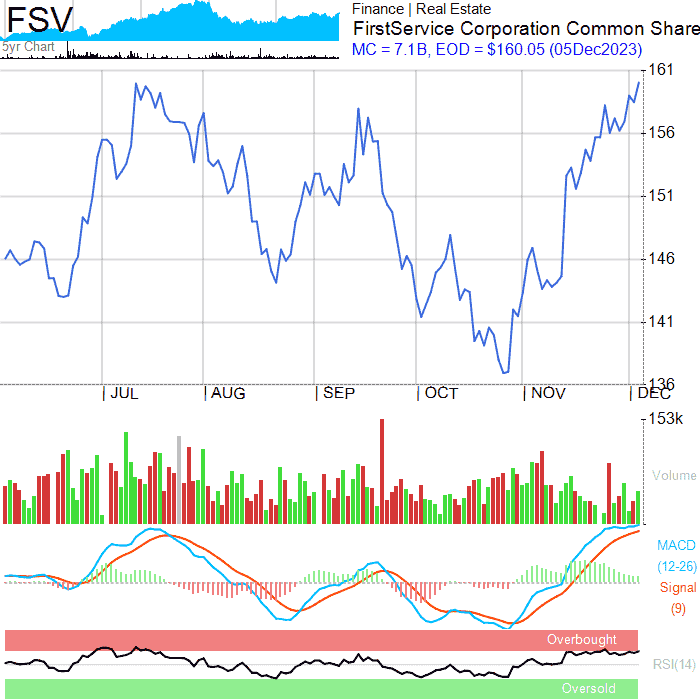 FSV
5yr Chart
Finance | Real Estate
FirstService Corporation Common Share
MC = 7.1B, EOD = $160.05 (05Dec2023)
161
156
151
146
141
136
| JUL | AUG | SEP | OCT | NOV | DEC
153k
Volume
MACD
(12-26)
Signal
(9)
Overbought
RSI(14)
Oversold